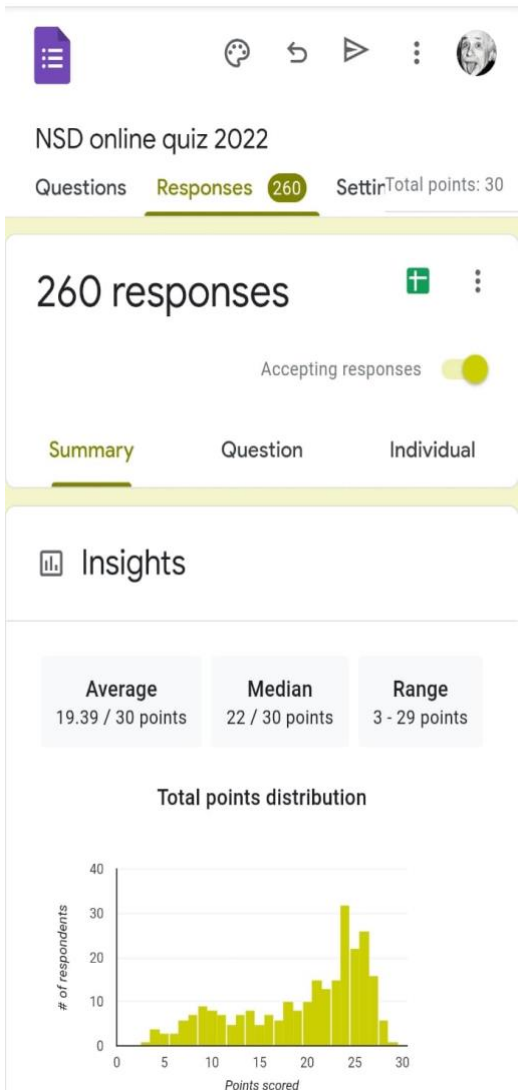 NSD online quiz 2022
Questions Responses 260 Settin Total points: 30
260 responses
Accepting responses
Summary Question Individual
Insights
Average Median Range
19.39 / 30 points 22 / 30 points 3 - 29 points
Total points distribution
# of respondents
40
30
20
10
0
0 5 10 15 20 25 30
Points scored